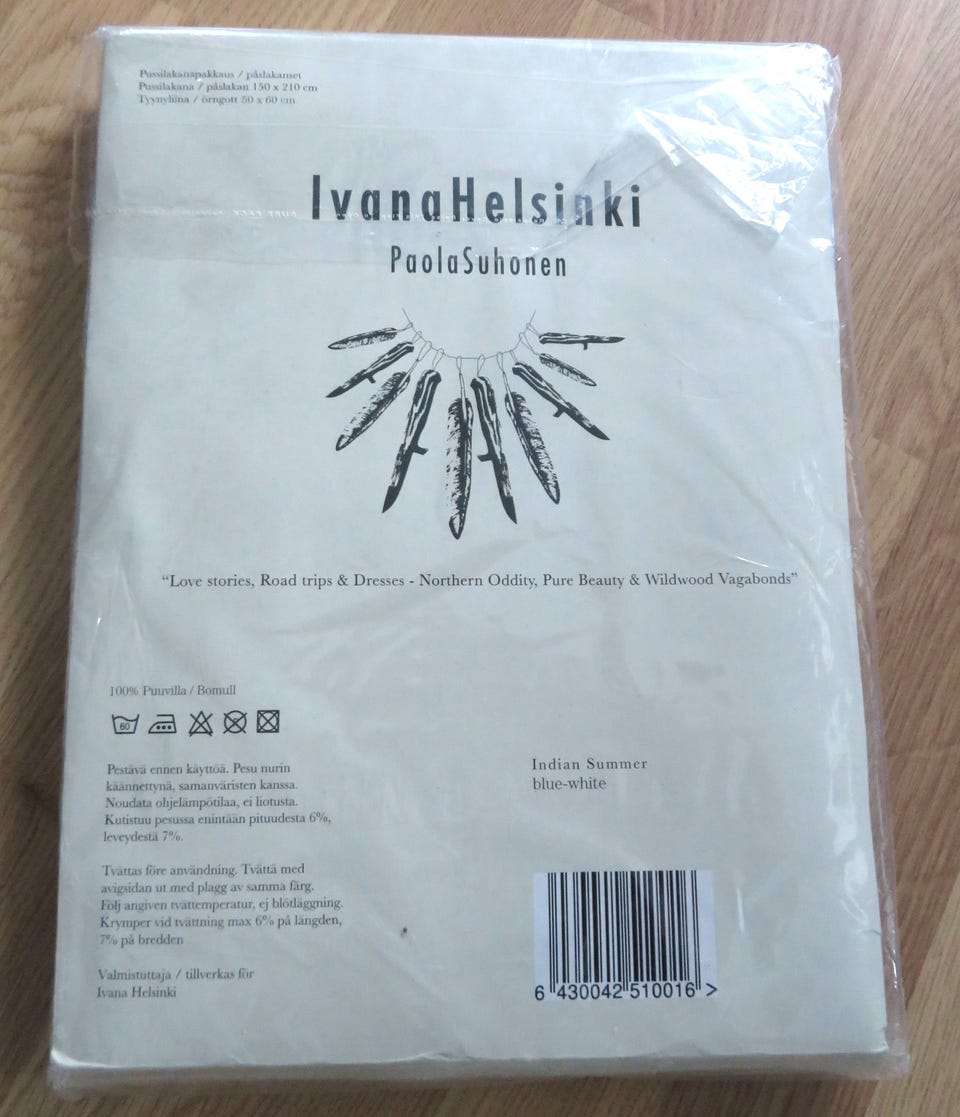 Pussilakanapakkaus / påslakanset
Pussilakana / påslakan 150 x 210 cm
Tyynyliina / örngott 50 x 60 cm
IvanaHelsinki
PaolaSuhonen
“Love stories, Road trips & Dresses - Northern Oddity, Pure Beauty & Wildwood Vagabonds”
100% Puuvilla / Bomull
60
Pestävä ennen käyttöä. Pesu nurin
käännettynä, samanväristen kanssa.
Noudata ohjelämpötilaa, ei liotusta.
Kutistuu pesussa enintään pituudesta 6%,
leveydestä 7%.
Tvättas före användning. Tvättä med
avigsidan ut med plagg av samma färg.
Följ angiven tvättemperatur, ej blötläggning.
Krymper vid tvättning max 6% på längden,
7% på bredden
Valmistuttaja / tillverkas för
Ivana Helsinki
Indian Summer
blue-white
6 430042 510016 >